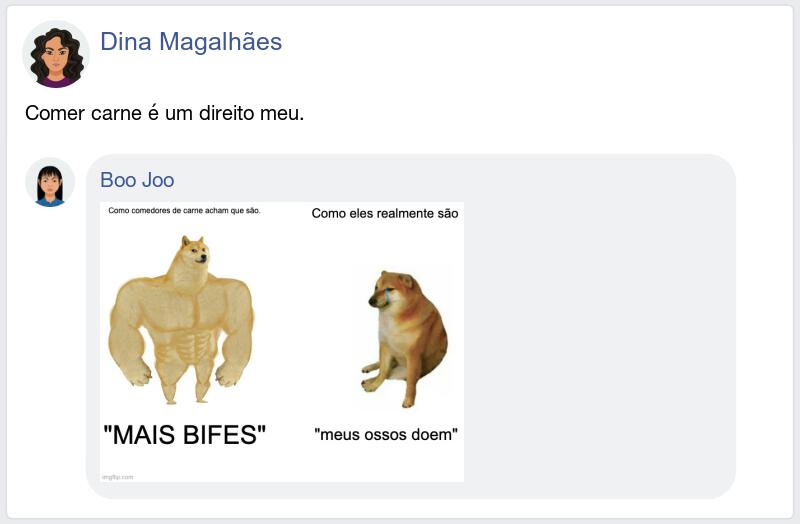 Dina Magalhães
Comer carne é um direito meu.
Boo Joo
Como comedores de carne acham que são.
Como eles realmente são
"MAIS BIFES"
"meus ossos doem"
imgflip.com